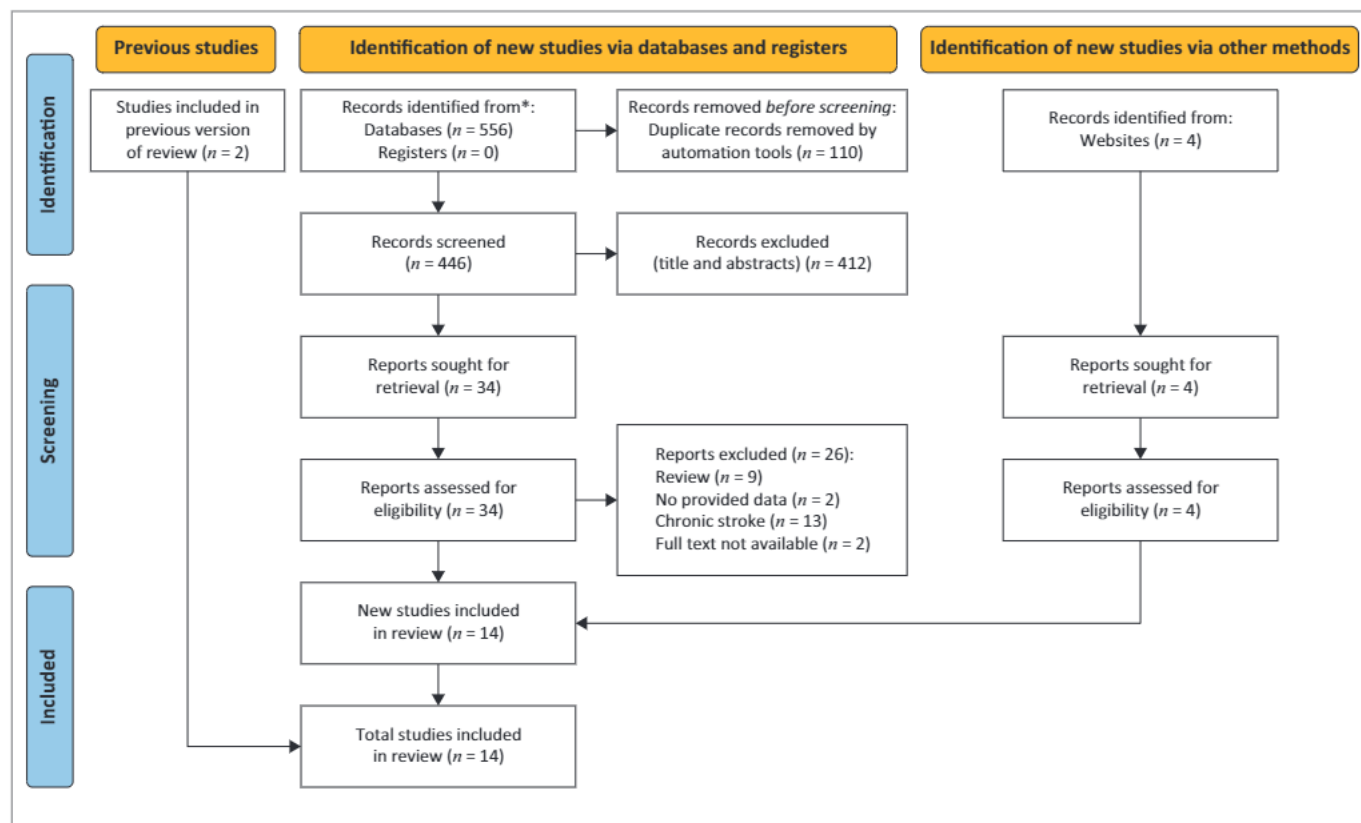 Previous studies
Identification of new studies via databases and registers
Identification of new studies via other methods
Identification
Studies included in
previous version
of review (n = 2)
Records identified from*:
Databases (n = 556)
Registers (n = 0)
Records removed before screening:
Duplicate records removed by
automation tools (n = 110)
Records identified from:
Websites (n = 4)
Records screened
(n = 446)
Records excluded
(title and abstracts) (n = 412)
Screening
Reports sought for
retrieval (n = 34)
Reports sought for
retrieval (n = 4)
Reports assessed for
eligibility (n = 34)
Reports excluded (n = 26):
Review (n = 9)
No provided data (n = 2)
Chronic stroke (n = 13)
Full text not available (n = 2)
Reports assessed for
eligibility (n = 4)
Included
New studies included
in review (n = 14)
Total studies included
in review (n = 14)